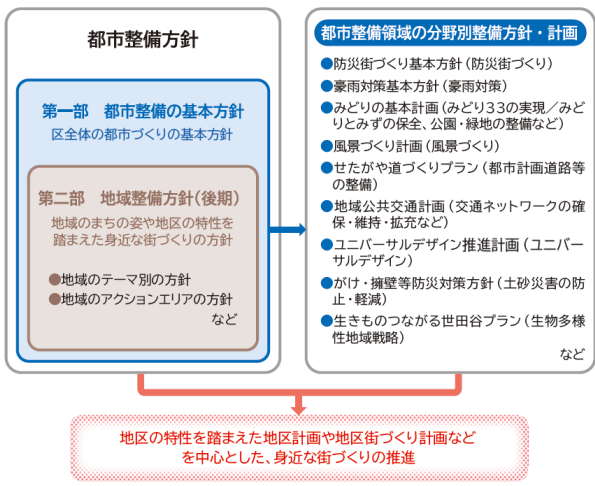 都市整備方針
第一部　都市整備の基本方針
区全体の都市づくりの基本方針
第二部　地域整備方針(後期)
地域のまちの姿や地区の特性を
踏まえた身近な街づくりの方針
●地域のテーマ別の方針
●地域のアクションエリアの方針
など
都市整備領域の分野別整備方針・計画
●防災街づくり基本方針(防災街づくり)
●豪雨対策基本方針(豪雨対策)
●みどりの基本計画(みどり33の実現/みど
りとみずの保全、公園・緑地の整備など)
●風景づくり計画(風景づくり)
●せたがや道づくりプラン(都市計画道路等
の整備)
●地域公共交通計画(交通ネットワークの確
保・維持・拡充など)
●ユニバーサルデザイン推進計画(ユニバー
サルデザイン)
●がけ・擁壁等防災対策方針(土砂災害の防
止・軽減)
●生きものつながる世田谷プラン(生物多様
性地域戦略)
など
地区の特性を踏まえた地区計画や地区街づくり計画など
を中心とした、身近な街づくりの推進